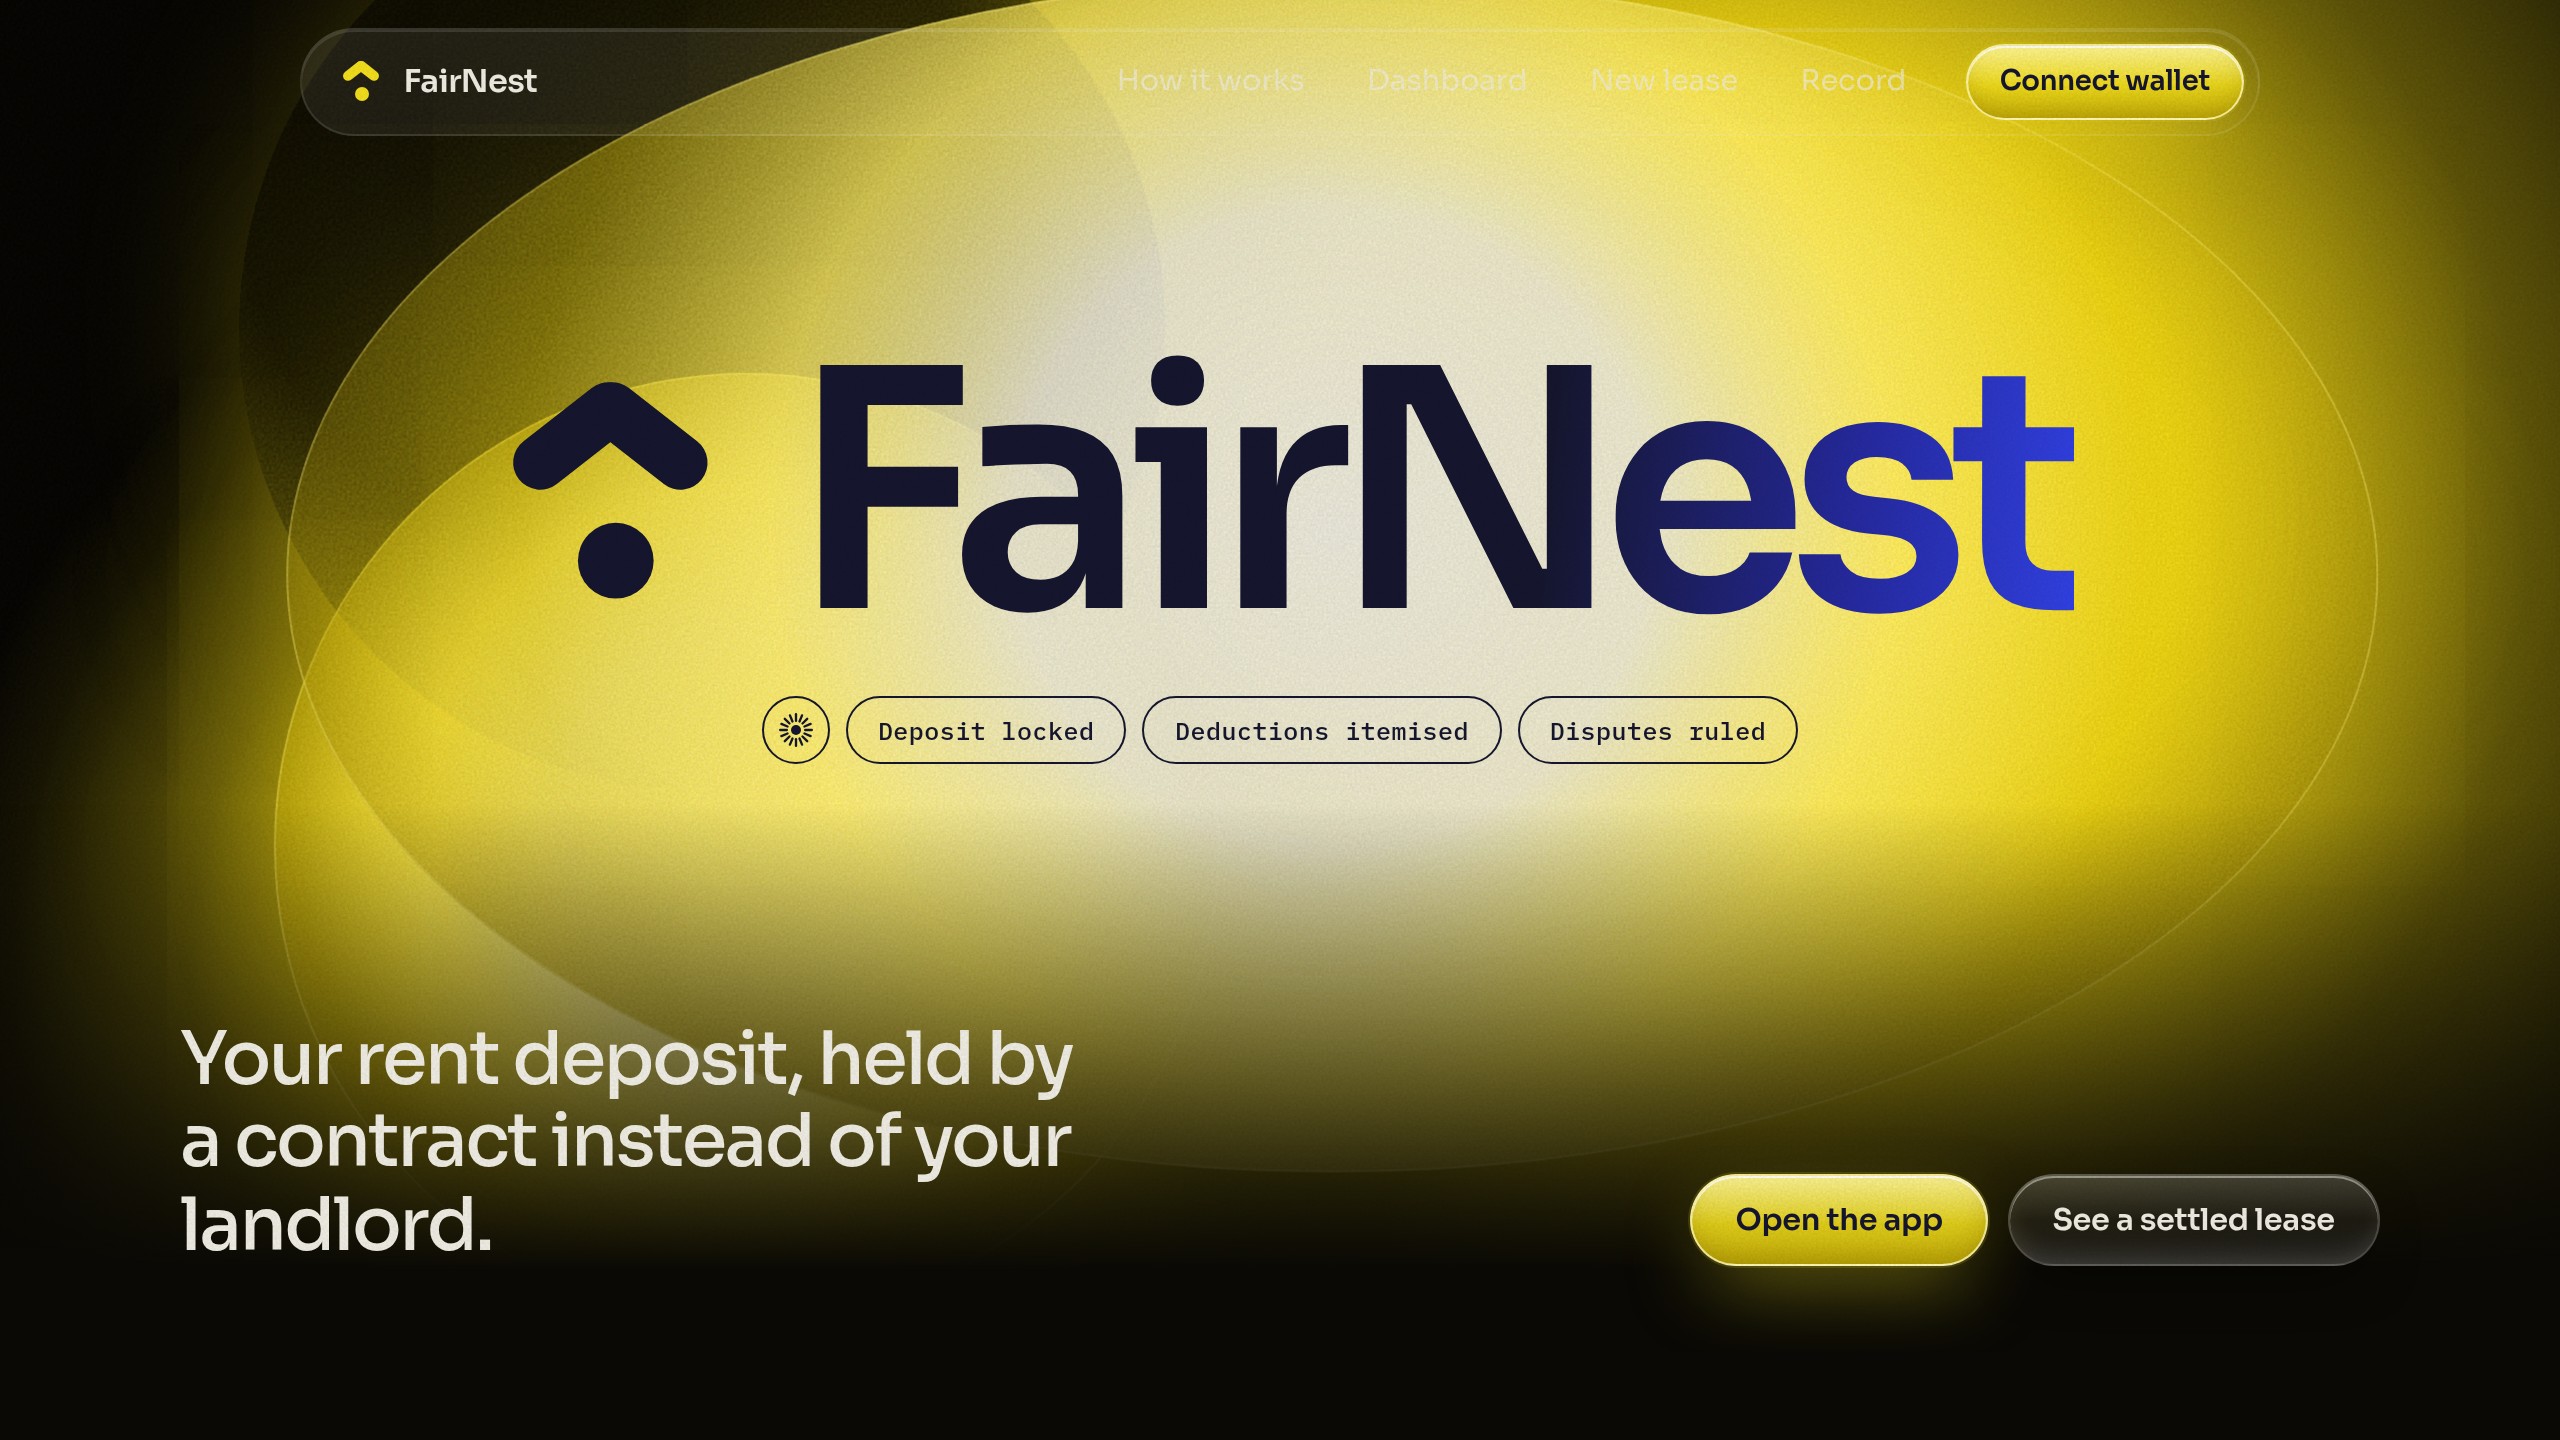 FairNest
How it works
Dashboard
New lease
Record
Connect wallet
FairNest
Deposit locked
Deductions itemised
Disputes ruled
Your rent deposit, held by
a contract instead of your
landlord.
Open the app
See a settled lease